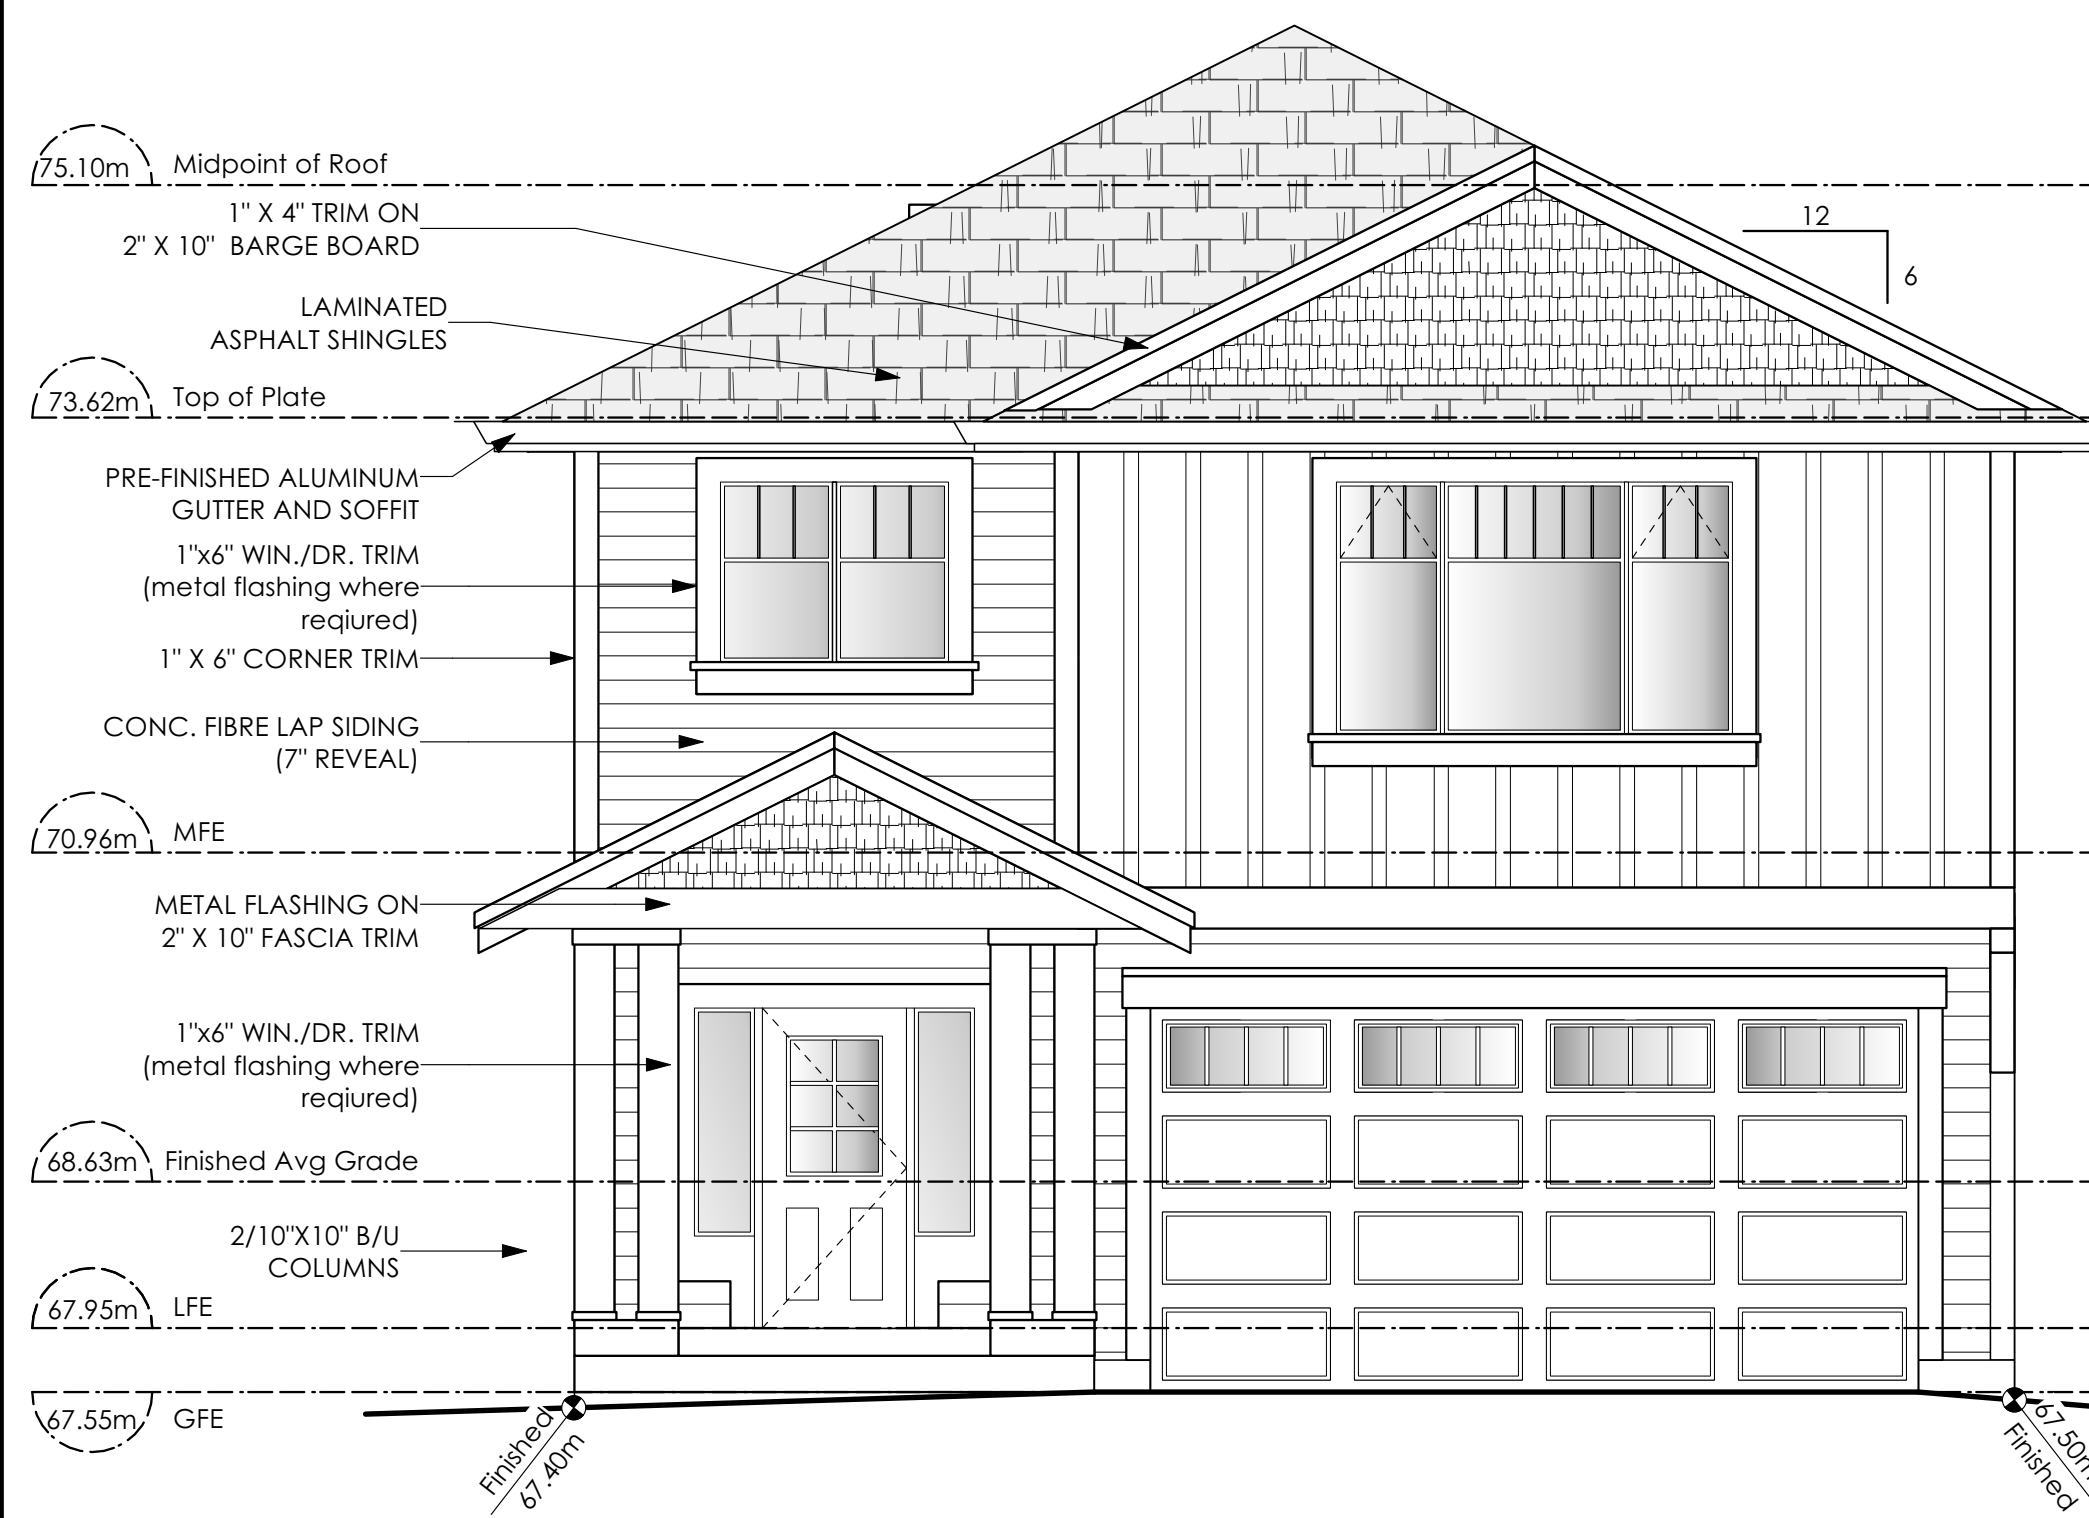 75.10m Midpoint of Roof
1" X 4" TRIM ON
2" X 10" BARGE BOARD
12
6
LAMINATED
ASPHALT SHINGLES
73.62m Top of Plate
PRE-FINISHED ALUMINUM
GUTTER AND SOFFIT
1"x6" WIN./DR. TRIM
(metal flashing where
reqiured)
1" X 6" CORNER TRIM
CONC. FIBRE LAP SIDING
(7" REVEAL)
70.96m MFE
METAL FLASHING ON
2" X 10" FASCIA TRIM
1"x6" WIN./DR. TRIM
(metal flashing where
reqiured)
68.63m Finished Avg Grade
2/10"X10" B/U
COLUMNS
67.95m LFE
67.55m GFE
Finished
67.40m
67.50m
Finished